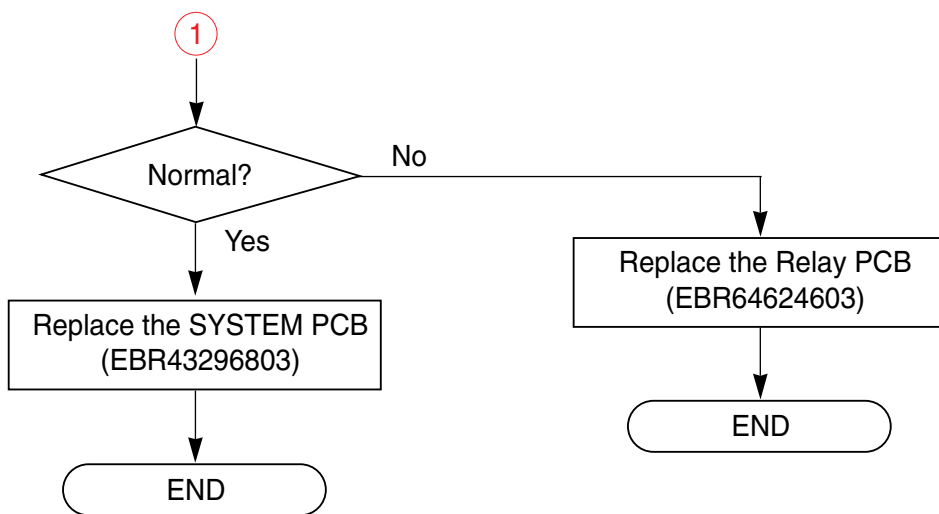 1
Normal?
No
Yes
Replace the Relay PCB
(EBR64624603)
Replace the SYSTEM PCB
(EBR43296803)
END
END